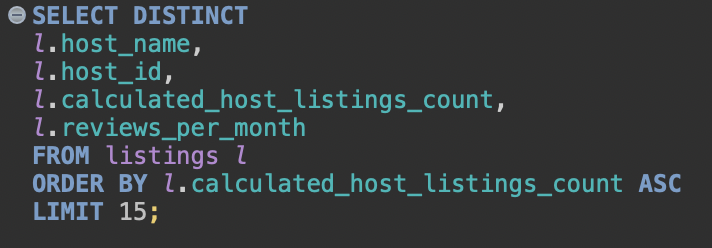 SELECT DISTINCT
l.host_name,
l.host_id,
l.calculated_host_listings_count,
l.reviews_per_month
FROM listings l
ORDER BY l.calculated_host_listings_count ASC
LIMIT 15;